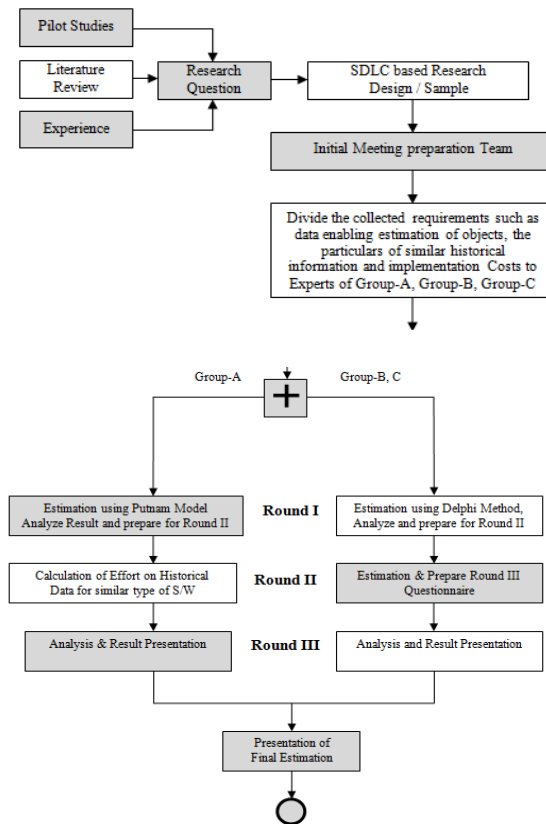 Pilot Studies
Literature
Review
Experience
Research
Question
SDLC based Research
Design / Sample
Initial Meeting preparation Team
Divide the collected requirements such as
data enabling estimation of objects, the
particulars of similar historical
information and implementation Costs to
Experts of Group-A, Group-B, Group-C
Group-A
Group-B, C
Estimation using Putnam Model
Analyze Result and prepare for Round II
Round I
Estimation using Delphi Method,
Analyze and prepare for Round II
Calculation of Effort on Historical
Data for similar type of S/W
Round II
Estimation & Prepare Round III
Questionnaire
Analysis & Result Presentation
Round III
Analysis and Result Presentation
Presentation of
Final Estimation